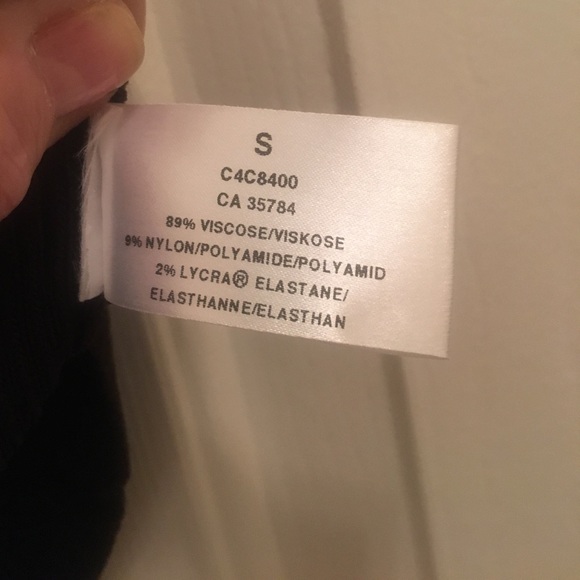 S
C4C8400
CA 35784
89% VISCOSE/VISKOSE
9% NYLON/POLYAMIDE/POLYAMID
2% LYCRA® ELASTANE/
ELASTHANNE/ELASTHAN